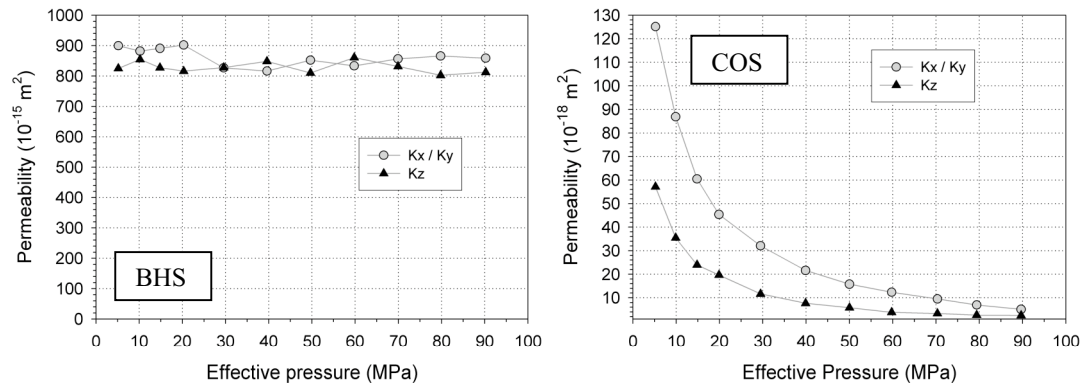 Permeability (10⁻¹⁵ m²)
1000
900
800
700
600
500
400
300
200
100
0
Kx / Ky
Kz
BHS
0 10 20 30 40 50 60 70 80 90 100
Effective pressure (MPa)
Permeability (10⁻¹⁸ m²)
130
120
110
100
90
80
70
60
50
40
30
20
10
COS
Kx / Ky
Kz
0 10 20 30 40 50 60 70 80 90 100
Effective Pressure (MPa)